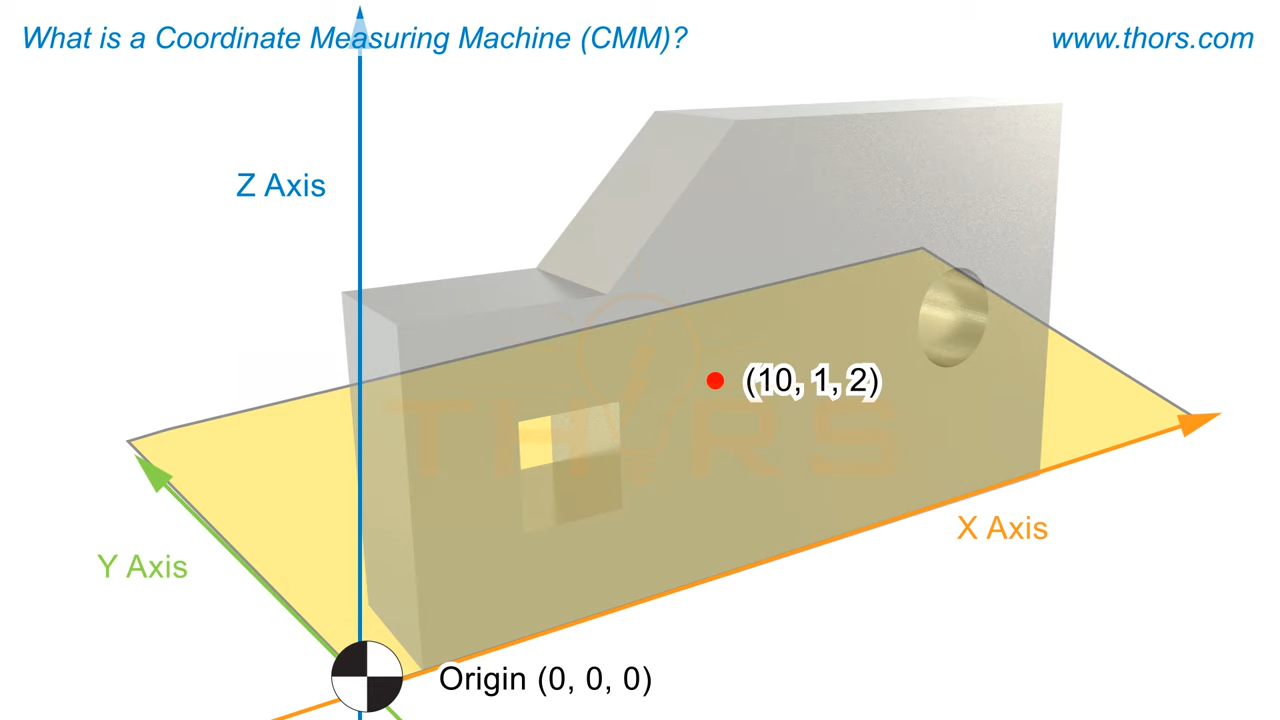 What is a Coordinate Measuring Machine (CMM)?
www.thors.com
Z Axis
(10, 1, 2)
THORS
X Axis
Y Axis
Origin (0, 0, 0)